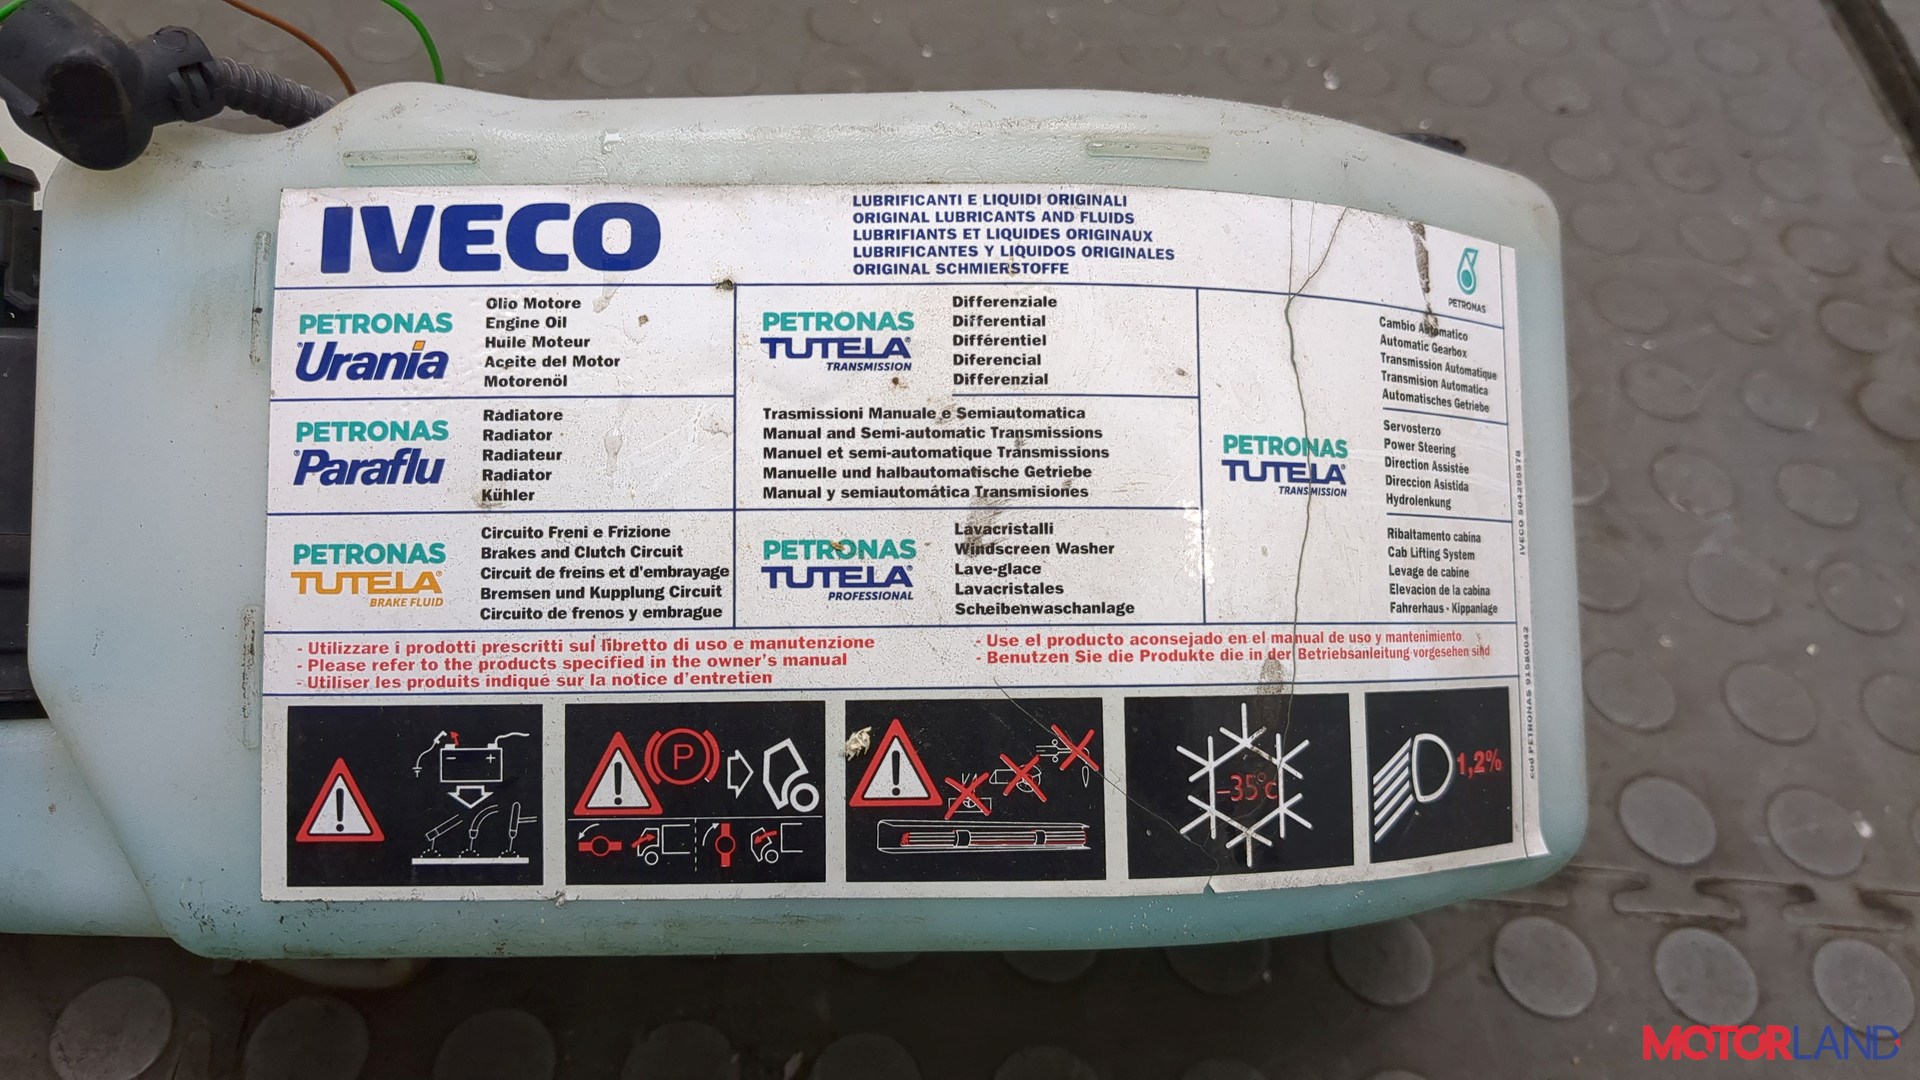 IVECO
LUBRIFICANTI E LIQUIDI ORIGINALI
ORIGINAL LUBRICANTS AND FLUIDS
LUBRIFIANTS ET LIQUIDES ORIGINAUX
LUBRIFICANTES Y LIQUIDOS ORIGINALES
ORIGINAL SCHMIERSTOFFE
PETRONAS
PETRONAS
Urania
Olio Motore
Engine Oil
Huile Moteur
Aceite del Motor
Motorenöl
PETRONAS
Paraflu
Radiatore
Radiator
Radiateur
Radiator
Kühler
PETRONAS
TUTELA
BRAKE FLUID
Circuito Freni e Frizione
Brakes and Clutch Circuit
Circuit de freins et d'embrayage
Bremsen und Kupplung Circuit
Circuito de frenos y embrague
PETRONAS
TUTELA
TRANSMISSION
Differenziale
Differential
Différentiel
Diferencial
Differenzial
Trasmissioni Manuale e Semiautomatica
Manual and Semi-automatic Transmissions
Manuel et semi-automatique Transmissions
Manuelle und halbautomatische Getriebe
Manual y semiautomática Transmisiones
PETRONAS
TUTELA
PROFESSIONAL
Lavacristalli
Windscreen Washer
Lave-glace
Lavacristales
Scheibenwaschanlage
PETRONAS
TUTELA
TRANSMISSION
Cambio Automatico
Automatic Gearbox
Transmission Automatique
Transmision Automatica
Automatisches Getriebe
Servosterzo
Power Steering
Direction Assistée
Direccion Asistida
Hydrolenkung
Ribaltamento cabina
Cab Lifting System
Levage de cabine
Elevacion de la cabina
Fahrerhaus - Kippanlage
- Utilizzare i prodotti prescritti sul libretto di uso e manutenzione
- Please refer to the products specified in the owner's manual
- Utiliser les produits indiqué sur la notice d'entretien
- Use el producto aconsejado en el manual de uso y mantenimiento
- Benutzen Sie die Produkte die in der Betriebsanleitung vorgesehen sind
IVECO 504295578
cod PETRONAS 91580042
P
-35°c
1,2%
MOTORLAND